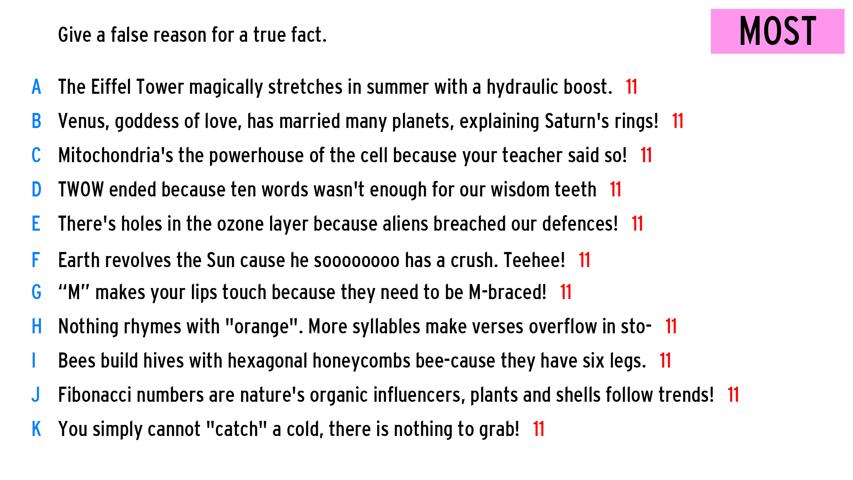 Give a false reason for a true fact.
MOST
A The Eiffel Tower magically stretches in summer with a hydraulic boost. 11
B Venus, goddess of love, has married many planets, explaining Saturn's rings! 11
C Mitochondria's the powerhouse of the cell because your teacher said so! 11
D TWOW ended because ten words wasn't enough for our wisdom teeth 11
E There's holes in the ozone layer because aliens breached our defences! 11
F Earth revolves the Sun cause he soooooooo has a crush. Teehee! 11
G “M” makes your lips touch because they need to be M-braced! 11
H Nothing rhymes with "orange". More syllables make verses overflow in sto- 11
I Bees build hives with hexagonal honeycombs bee-cause they have six legs. 11
J Fibonacci numbers are nature's organic influencers, plants and shells follow trends! 11
K You simply cannot "catch" a cold, there is nothing to grab! 11